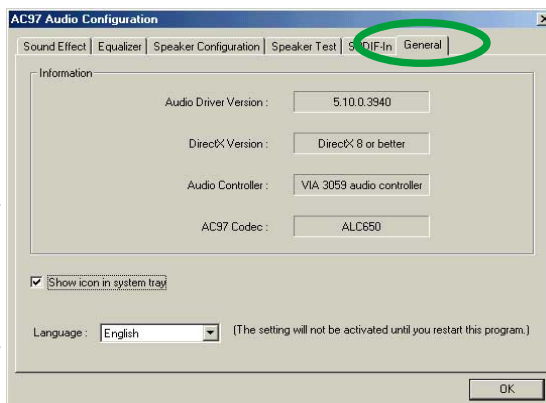 AC97 Audio Configuration
Sound Effect Equalizer Speaker Configuration Speaker Test SPDIF-In General
Information
Audio Driver Version : 5.10.0.3940
DirectX Version : DirectX 8 or better
Audio Controller : VIA 3059 audio controller
AC97 Codec : ALC650
Show icon in system tray
Language : English (The setting will not be activated until you restart this program.)
OK